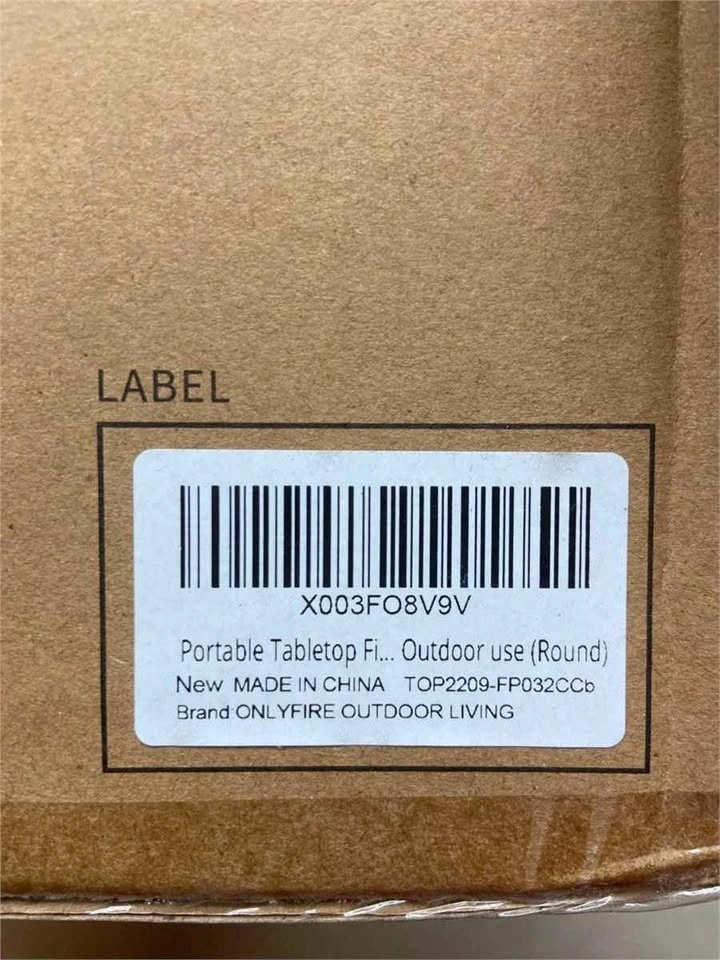 LABEL
X003FO8V9V
Portable Tabletop Fi... Outdoor use (Round)
New MADE IN CHINA TOP2209-FP032CCb
Brand:ONLYFIRE OUTDOOR LIVING